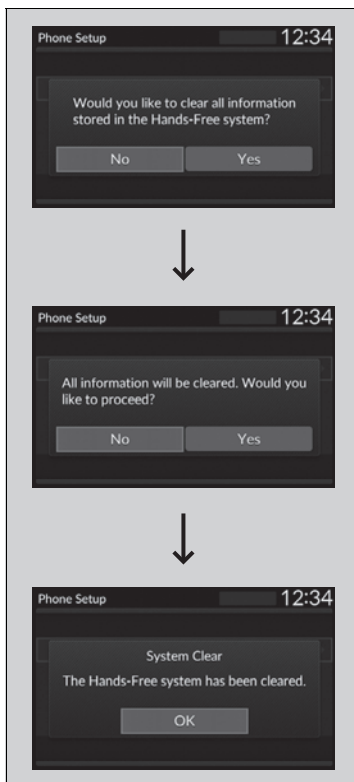 Phone Setup 12:34
Would you like to clear all information
stored in the Hands-Free system?
No Yes
Phone Setup 12:34
All information will be cleared. Would you
like to proceed?
No Yes
Phone Setup 12:34
System Clear
The Hands-Free system has been cleared.
OK